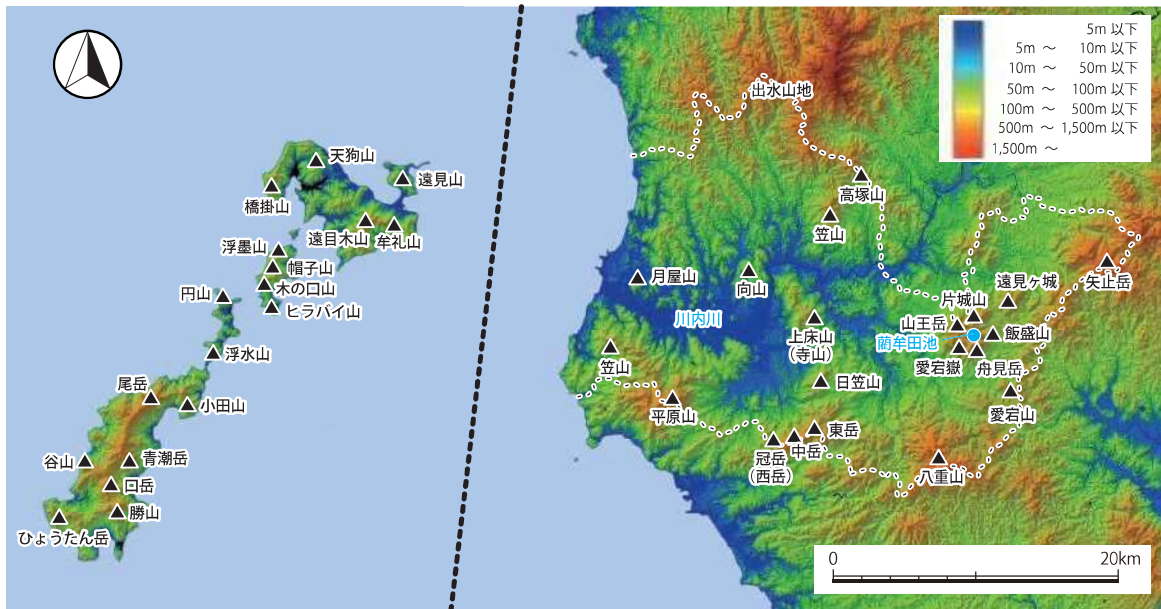 5m 以下
5m ～ 10m 以下
10m ～ 50m 以下
50m ～ 100m 以下
100m ～ 500m 以下
500m ～ 1,500m 以下
1,500m ～
出水山地
天狗山
遠見山
橋掛山
高塚山
遠目木山
牟礼山
笠山
浮墨山
帽子山
木の口山
ヒラバイ山
円山
月屋山
向山
遠見ヶ城
矢止岳
片城山
川内川
上床山
(寺山)
山王岳
飯盛山
藺牟田池
浮水山
笠山
愛宕嶽
舟見岳
日笠山
尾岳
小田山
平原山
愛宕山
東岳
中岳
冠岳
(西岳)
谷山
青潮岳
八重山
口岳
勝山
ひょうたん岳
0
20km